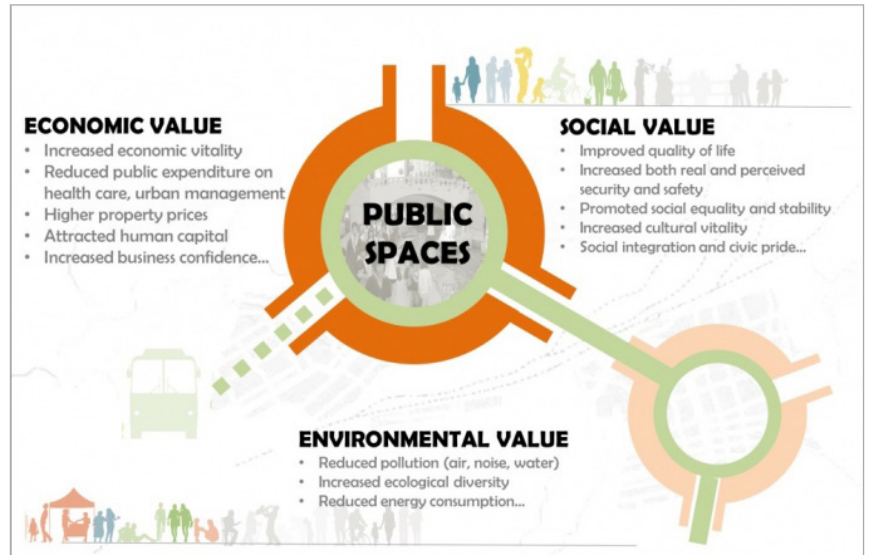 ECONOMIC VALUE
• Increased economic vitality
• Reduced public expenditure on
health care, urban management
• Higher property prices
• Attracted human capital
• Increased business confidence...
PUBLIC
SPACES
SOCIAL VALUE
• Improved quality of life
• Increased both real and perceived
security and safety
• Promoted social equality and stability
• Increased cultural vitality
• Social integration and civic pride...
ENVIRONMENTAL VALUE
• Reduced pollution (air, noise, water)
• Increased ecological diversity
• Reduced energy consumption...